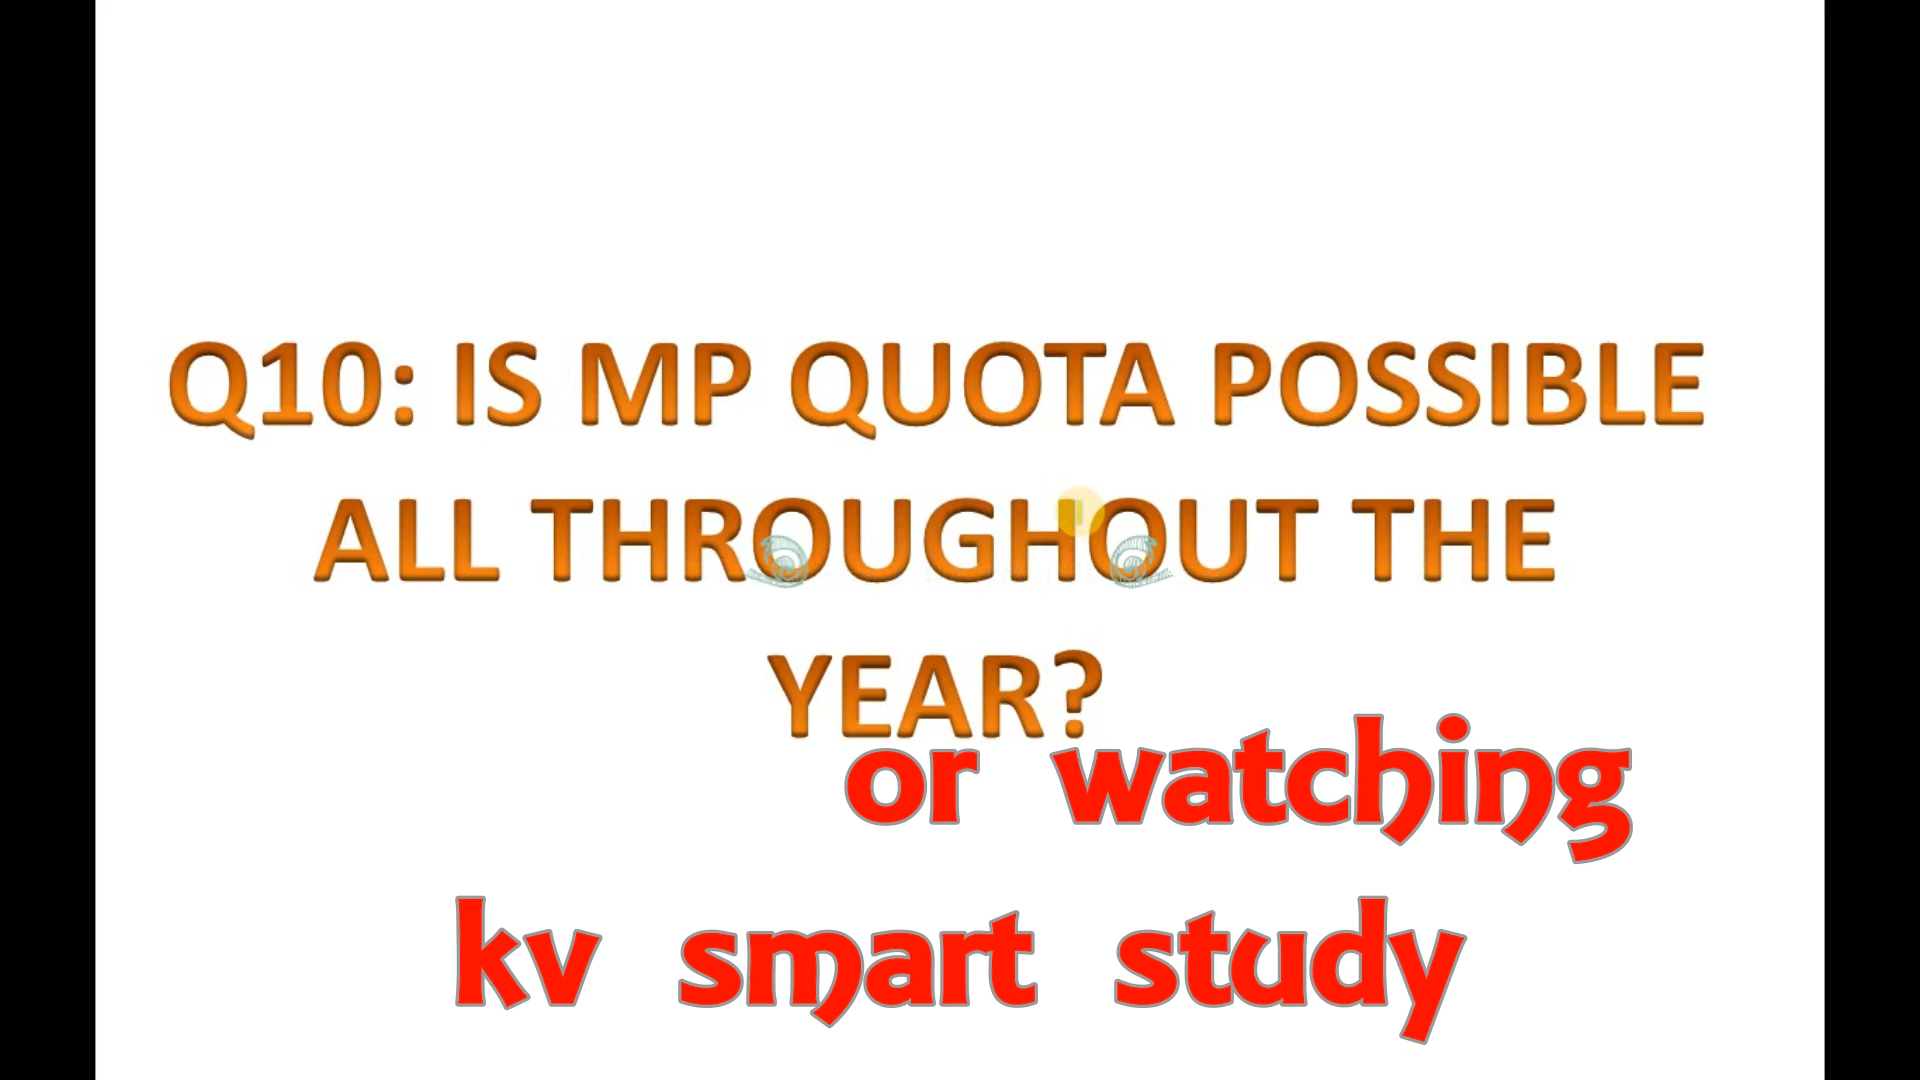 Q10: IS MP QUOTA POSSIBLE
ALL THROUGHOUT THE
YEAR?
or watching
kv smart study